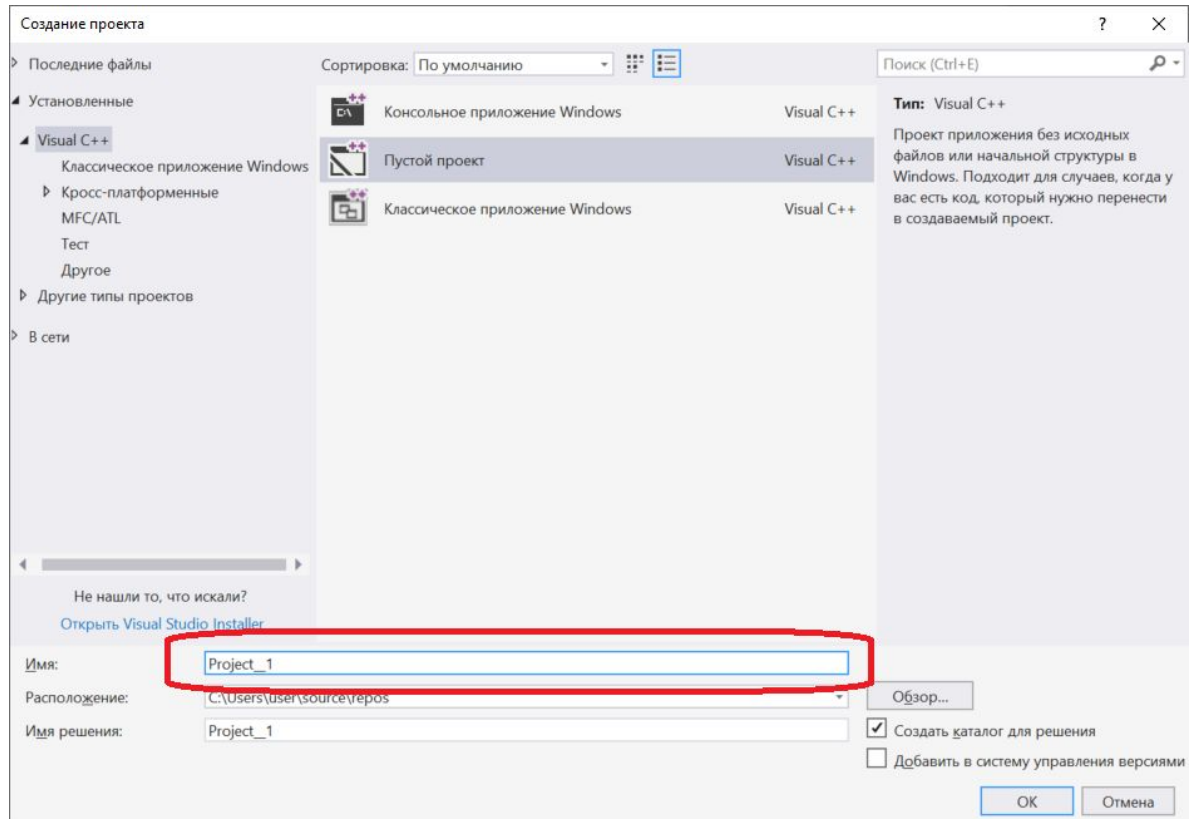 Создание проекта
?
Последние файлы
Установленные
Visual C++
Классическое приложение Windows
Кросс-платформенные
MFC/ATL
Тест
Другое
Другие типы проектов
В сети
Не нашли то, что искали?
Открыть Visual Studio Installer
Сортировка: По умолчанию
Консольное приложение Windows Visual C++
Пустой проект Visual C++
Классическое приложение Windows Visual C++
Поиск (Ctrl+E)
Тип: Visual C++
Проект приложения без исходных
файлов или начальной структуры в
Windows. Подходит для случаев, когда у
вас есть код, который нужно перенести
в создаваемый проект.
Имя: Project__1
Расположение: C:\Users\user\source\repos
Обзор...
Имя решения: Project__1
Создать каталог для решения
Добавить в систему управления версиями
OK Отмена